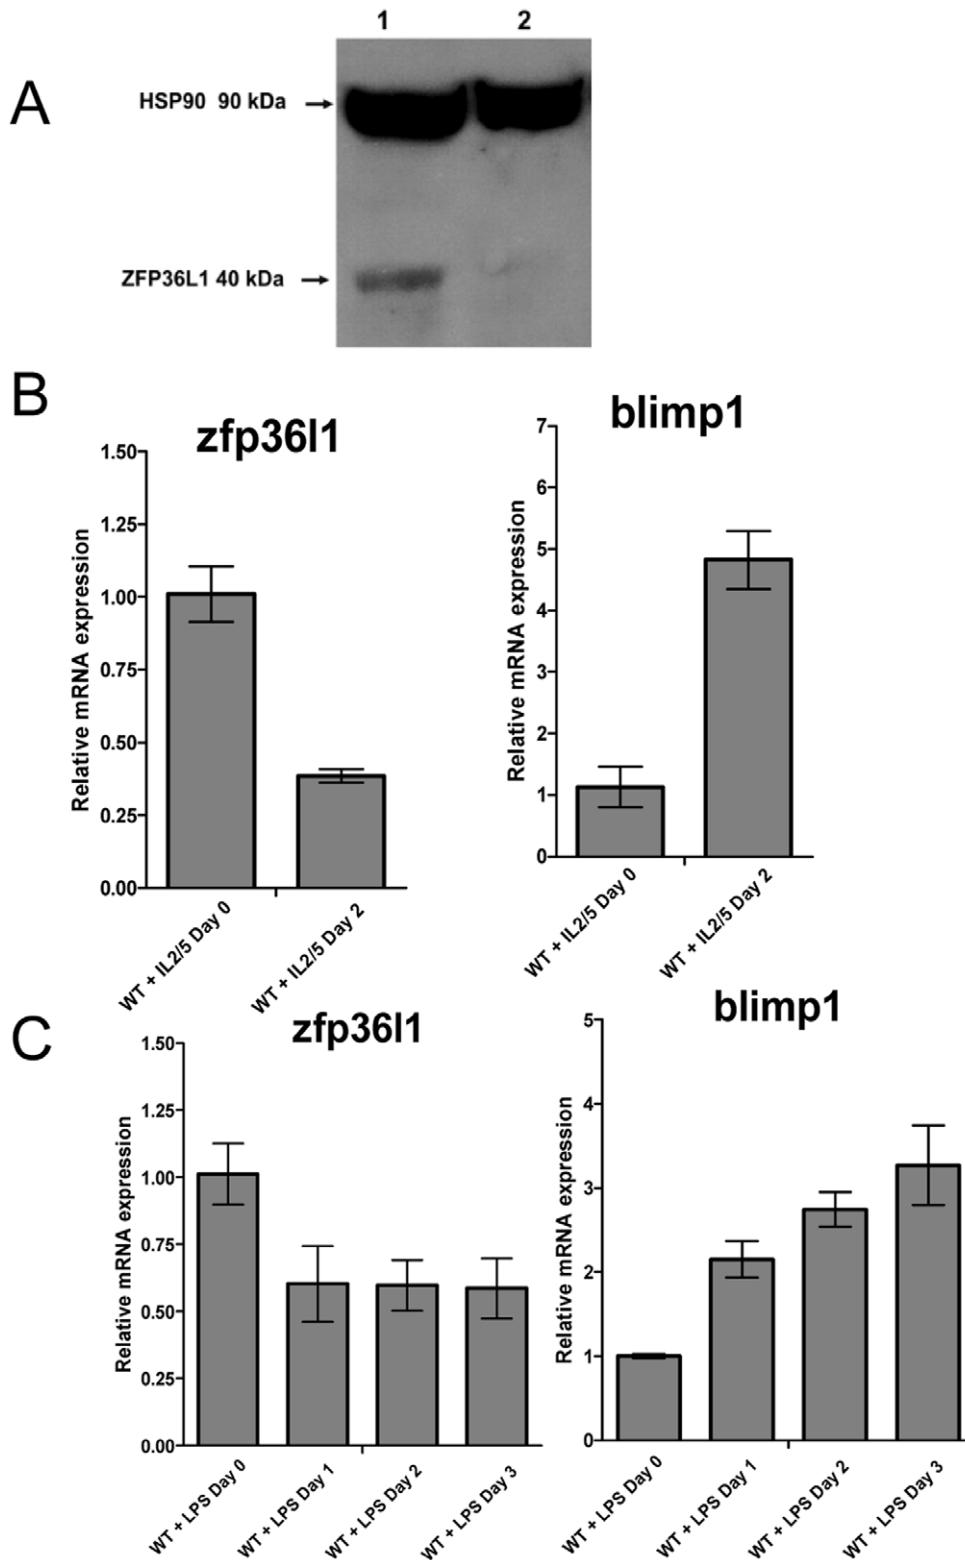 1 2
A
HSP90 90 kDa
ZFP36L1 40 kDa
B
zfp36l1
Relative mRNA expression
1.50
1.25
1.00
0.75
0.50
0.25
0.00
WT + IL2/5 Day 0
WT + IL2/5 Day 2
blimp1
Relative mRNA expression
7
6
5
4
3
2
1
0
WT + IL2/5 Day 0
WT + IL2/5 Day 2
C
zfp36l1
Relative mRNA expression
1.50
1.25
1.00
0.75
0.50
0.25
0.00
WT + LPS Day 0
WT + LPS Day 1
WT + LPS Day 2
WT + LPS Day 3
blimp1
Relative mRNA expression
5
4
3
2
1
0
WT + LPS Day 0
WT + LPS Day 1
WT + LPS Day 2
WT + LPS Day 3